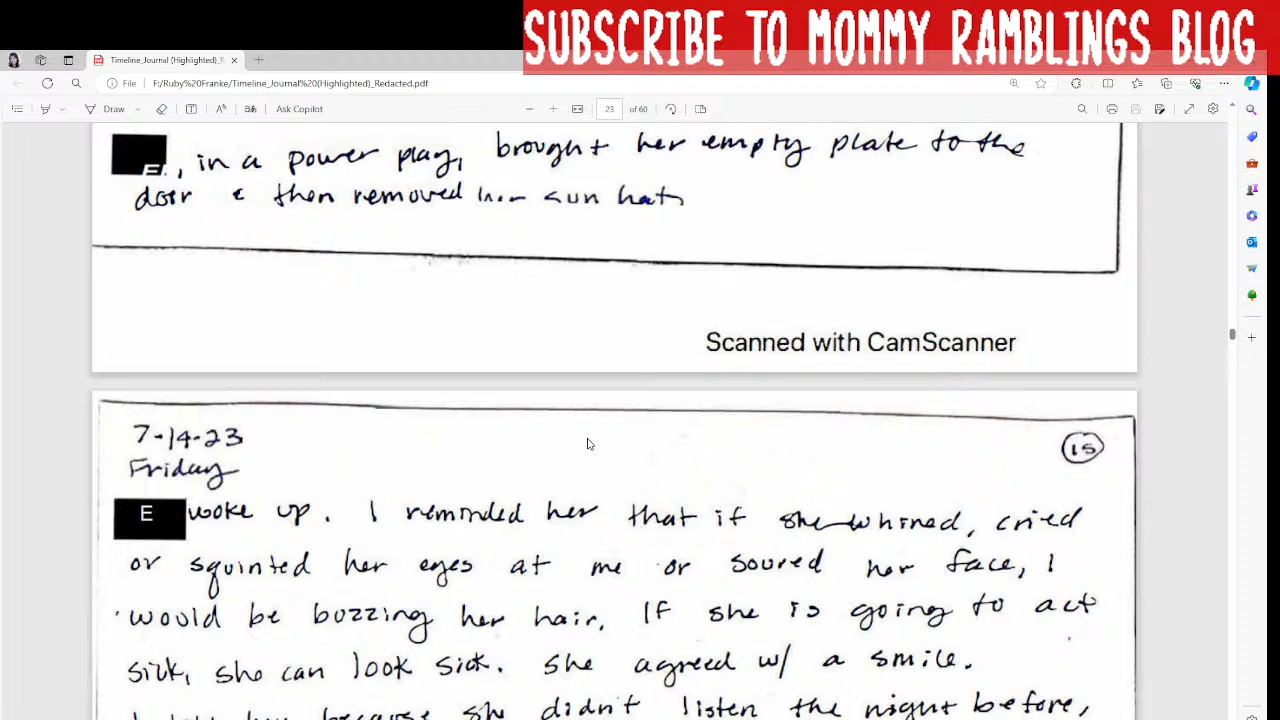 SUBSCRIBE TO MOMMY RAMBLINGS BLOG
Timeline_Journal (Highlighted)_R
File F:/Ruby%20Franke/Timeline_Journal%20(Highlighted)_Redacted.pdf
Draw Ask Copilot 23 of 60
E., in a power play, brought her empty plate to the
door & then removed her sun hat,
Scanned with CamScanner
7-14-23
15
Friday
E woke up. I reminded her that if she whined, cried
or squinted her eyes at me or soured her face, I
would be buzzing her hair. If she is going to act
sick, she can look sick. She agreed w/ a smile.
because she didn't listen the night before,